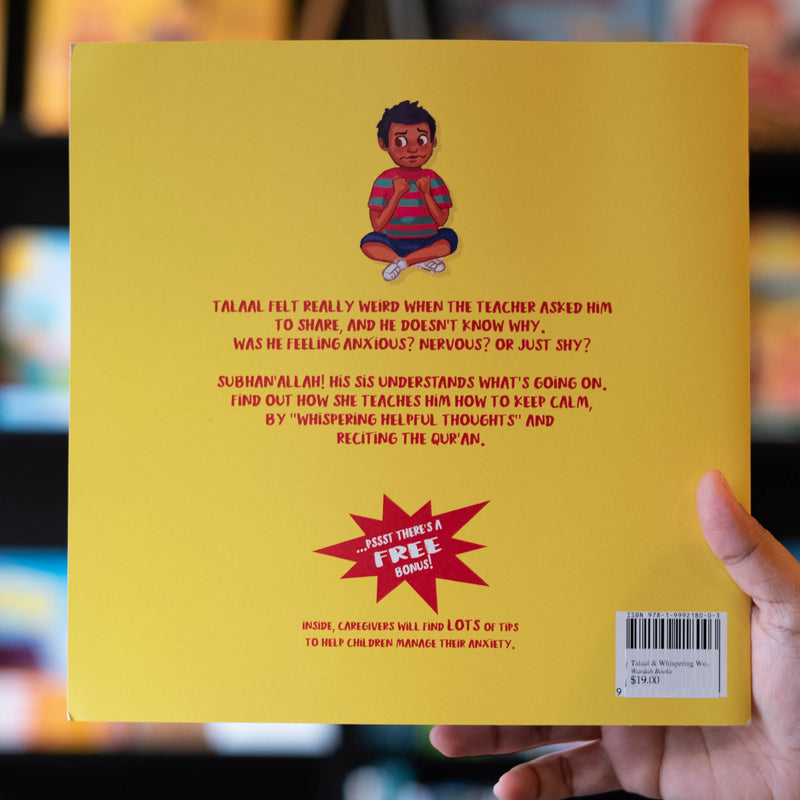 TALAAL FELT REALLY WEIRD WHEN THE TEACHER ASKED HIM
TO SHARE, AND HE DOESN'T KNOW WHY.
WAS HE FEELING ANXIOUS? NERVOUS? OR JUST SHY?
SUBHAN'ALLAH! HIS SIS UNDERSTANDS WHAT'S GOING ON.
FIND OUT HOW SHE TEACHES HIM HOW TO KEEP CALM,
BY "WHISPERING HELPFUL THOUGHTS" AND
RECITING THE QUR'AN.
...PSSST THERE'S A
FREE
BONUS!
INSIDE, CAREGIVERS WILL FIND LOTS OF TIPS
TO HELP CHILDREN MANAGE THEIR ANXIETY.
ISBN 978-1-9992180-0-3
Talaal & Whispering Wo..
Wardah Books
$19.00
9